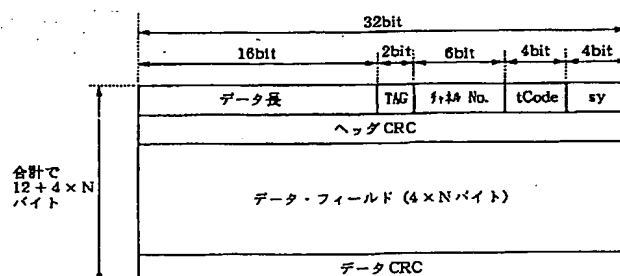 32bit
16bit 2bit 6bit 4bit 4bit
データ長 TAG ﾁｬﾈﾙ No. tCode sy
ヘッダCRC
合計で
12+4×N
バイト
データ・フィールド (4×Nバイト)
データCRC